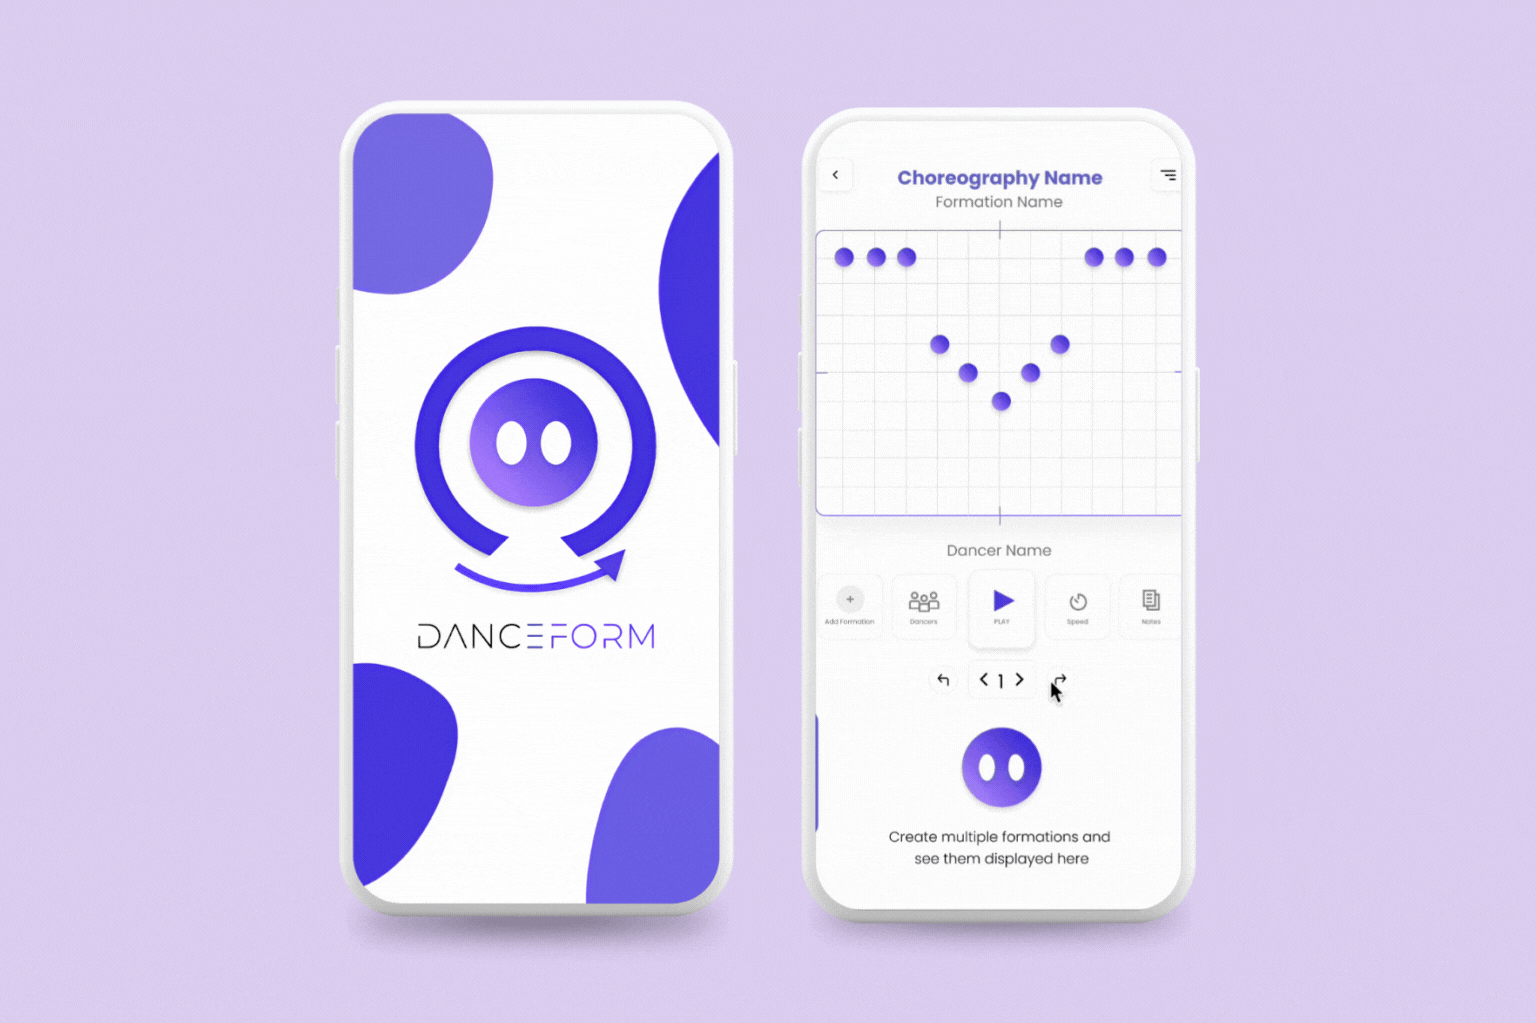 DANCEFORM
Choreography Name
Formation Name
Dancer Name
Add Formation
Dancers
PLAY
Speed
Notes
1
Create multiple formations and
see them displayed here